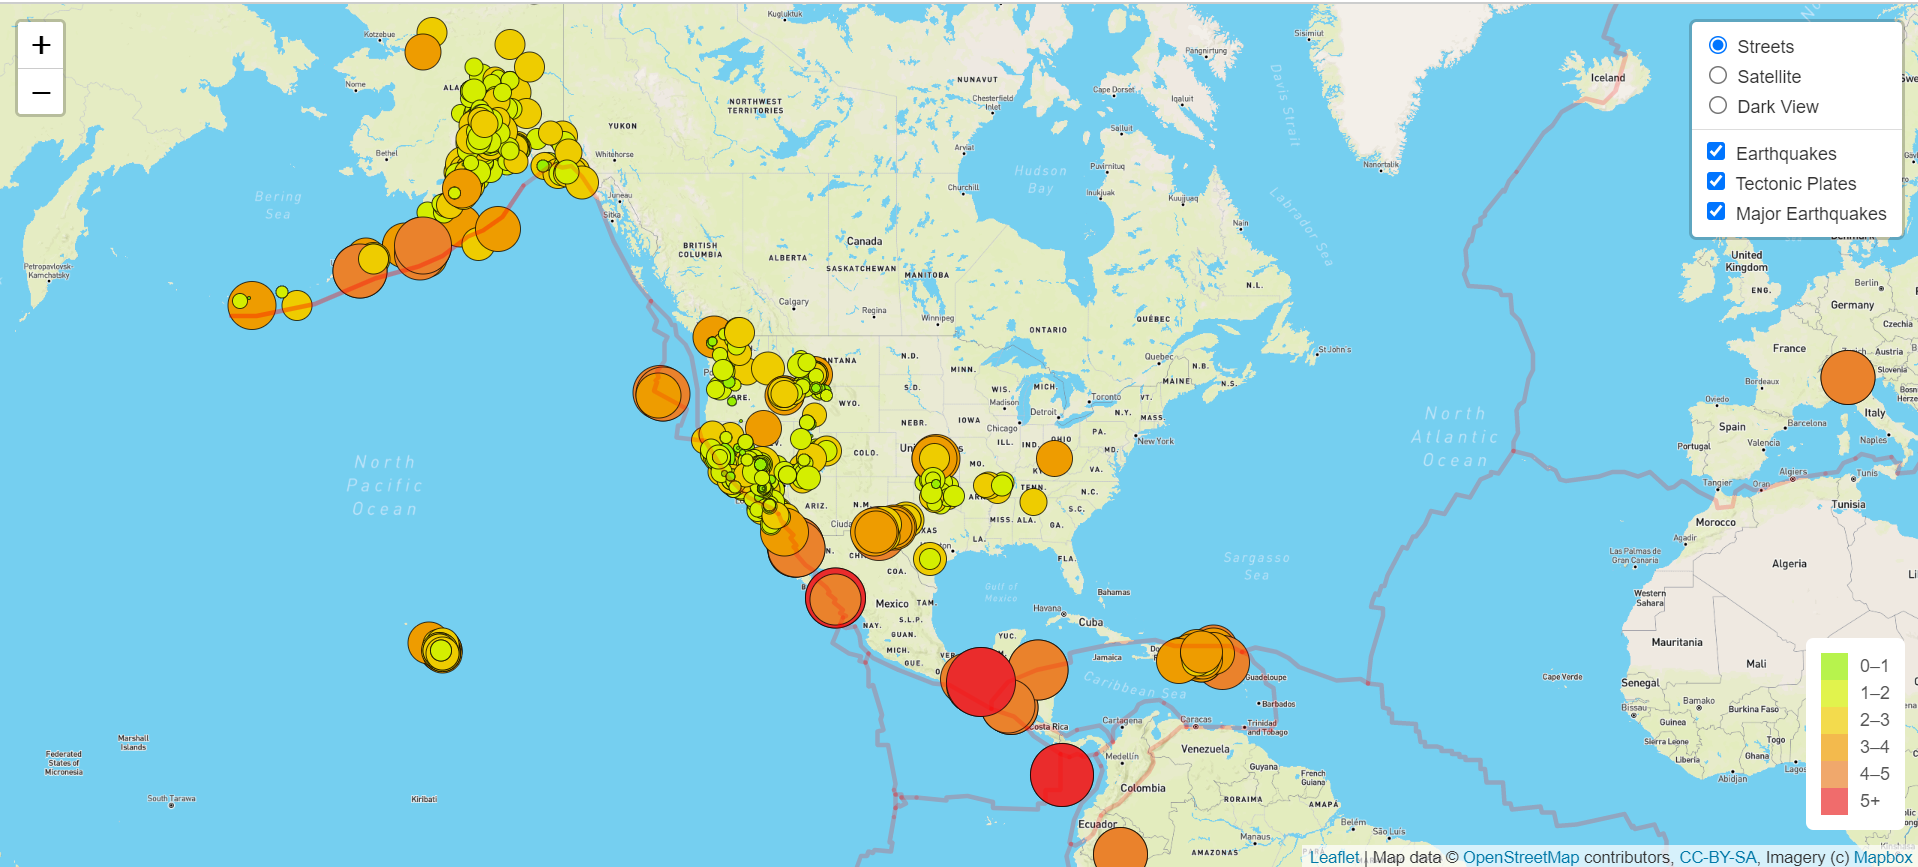 +
−
Streets
Satellite
Dark View
Earthquakes
Tectonic Plates
Major Earthquakes
Kotzebue
Nome
Bethel
Bering
Sea
Petropavlovsk
Kamchatsky
Kugluktuk
NORTHWEST
TERRITORIES
YUKON
Whitehorse
Juneau
Sitka
NUNAVUT
Chesterfield
Inlet
Arviat
Churchill
Cape Dorset
Pangnirtung
Iqaluit
Salluit
Puvirnituq
Inukjuak
Kuujjuaq
Nain
Hudson
Bay
Davis Strait
Labrador Sea
Sisimiut
Nanortalik
Iceland
BRITISH
COLUMBIA
ALBERTA
Canada
SASKATCHEWAN
MANITOBA
Calgary
Regina
Winnipeg
ONTARIO
QUÉBEC
N.L.
St John's
Quebec
N.B.
MAINE
N.S.
N.D.
MINN.
S.D.
WIS.
MICH.
Madison
Toronto
Detroit
VT.
N.Y.
MASS.
WYO.
NEBR.
IOWA
Chicago
ILL.
IND.
OHIO
PA.
New York
MD.
COLO.
MO.
VA.
TENN.
N.C.
S.C.
ARIZ.
N.M.
MISS.
ALA.
GA.
LA.
FLA.
COA.
Mexico
TAM.
NAY.
S.L.P.
GUAN.
MICH.
GUE.
YUC.
Gulf of
Mexico
Havana
Bahamas
Cuba
Jamaica
Caribbean Sea
Guadeloupe
Barbados
Trinidad
and Tobago
Costa Rica
Cartagena
Caracas
Medellín
Venezuela
Colombia
Guyana
French
Guiana
RORAIMA
AMAPÁ
Ecuador
AMAZONAS
Manaus
Belém
São Luís
North
Pacific
Ocean
North
Atlantic
Ocean
Sargasso
Sea
Marshall
Islands
Federated
States of
Micronesia
South Tarawa
Kiribati
United
Kingdom
ENG.
Berlin
Germany
Czechia
France
Austria
Slovenia
Bordeaux
Oviedo
Italy
Spain
Barcelona
Portugal
Valencia
Naples
Algiers
Tunis
Tangier
Oran
Tunisia
Morocco
Agadir
Las Palmas de
Gran Canaria
Algeria
Western
Sahara
Mauritania
Mali
Cape Verde
Senegal
Bissau
Bamako
Burkina Faso
Guinea
Sierra Leone
Togo
Liberia
Ghana
Abidjan
Lagos
0–1
1–2
2–3
3–4
4–5
5+
Leaflet | Map data © OpenStreetMap contributors, CC-BY-SA, Imagery (c) Mapbox